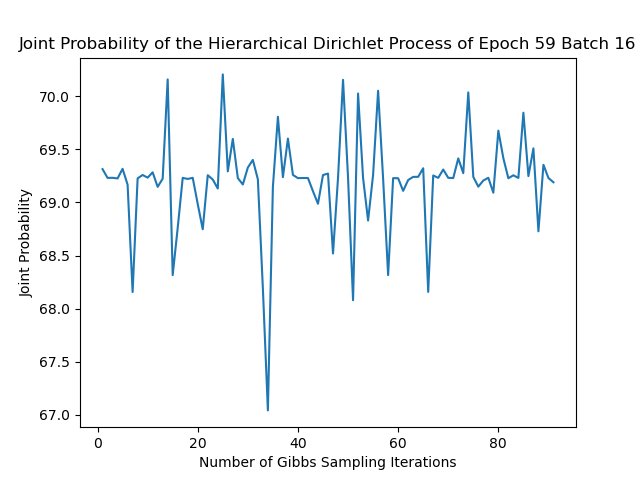 Joint Probability of the Hierarchical Dirichlet Process of Epoch 59 Batch 16
Joint Probability
70.0
69.5
69.0
68.5
68.0
67.5
67.0
0 20 40 60 80
Number of Gibbs Sampling Iterations